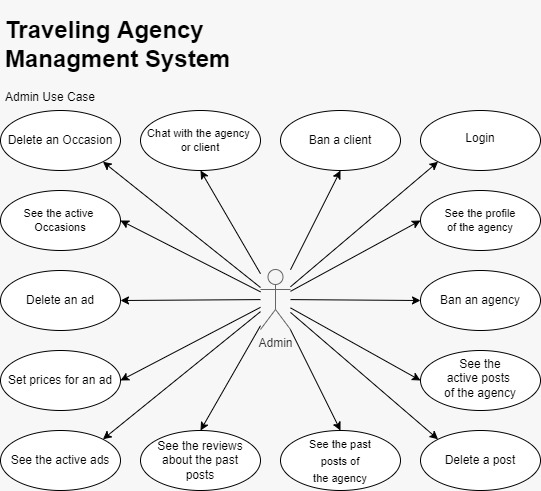 Traveling Agency
Managment System
Admin Use Case
Delete an Occasion
Chat with the agency
or client
Ban a client
Login
See the active
Occasions
See the profile
of the agency
Delete an ad
Ban an agency
Admin
Set prices for an ad
See the
active posts
of the agency
See the active ads
See the reviews
about the past
posts
See the past
posts of
the agency
Delete a post